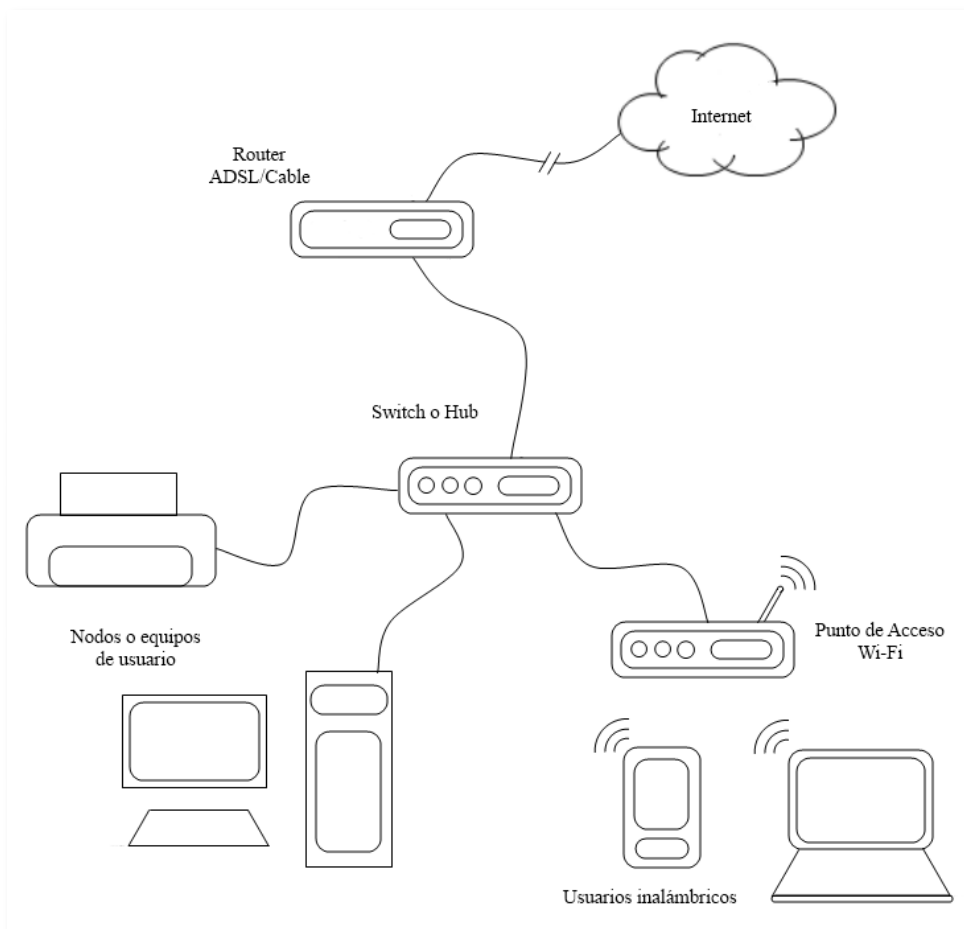 Internet
Router
ADSL/Cable
Switch o Hub
Nodos o equipos
de usuario
Punto de Acceso
Wi-Fi
Usuarios inalámbricos